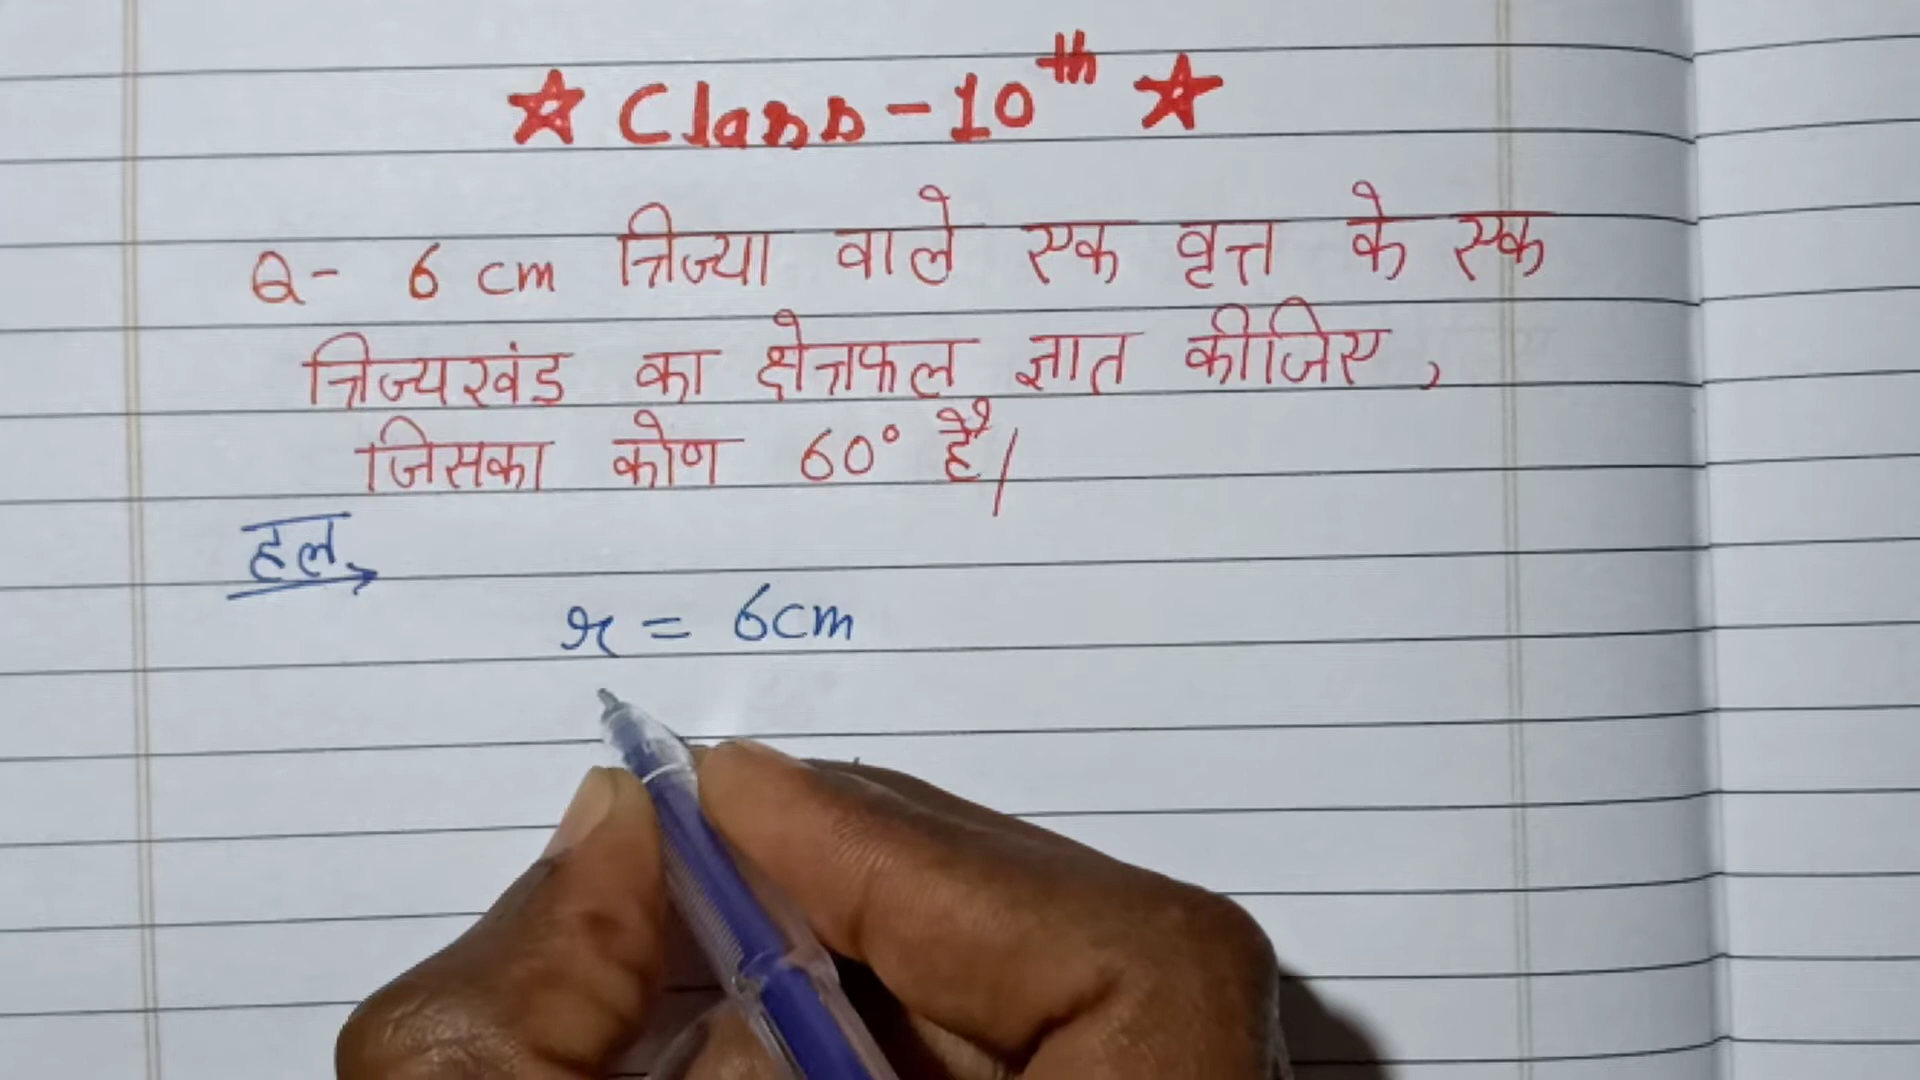 ☆ Class - 10th ☆
Q- 6 cm त्रिज्या वाले एक वृत्त के एक
त्रिज्यखंड का क्षेत्रफल ज्ञात कीजिए,
जिसका कोण 60° है।
हल
r = 6cm